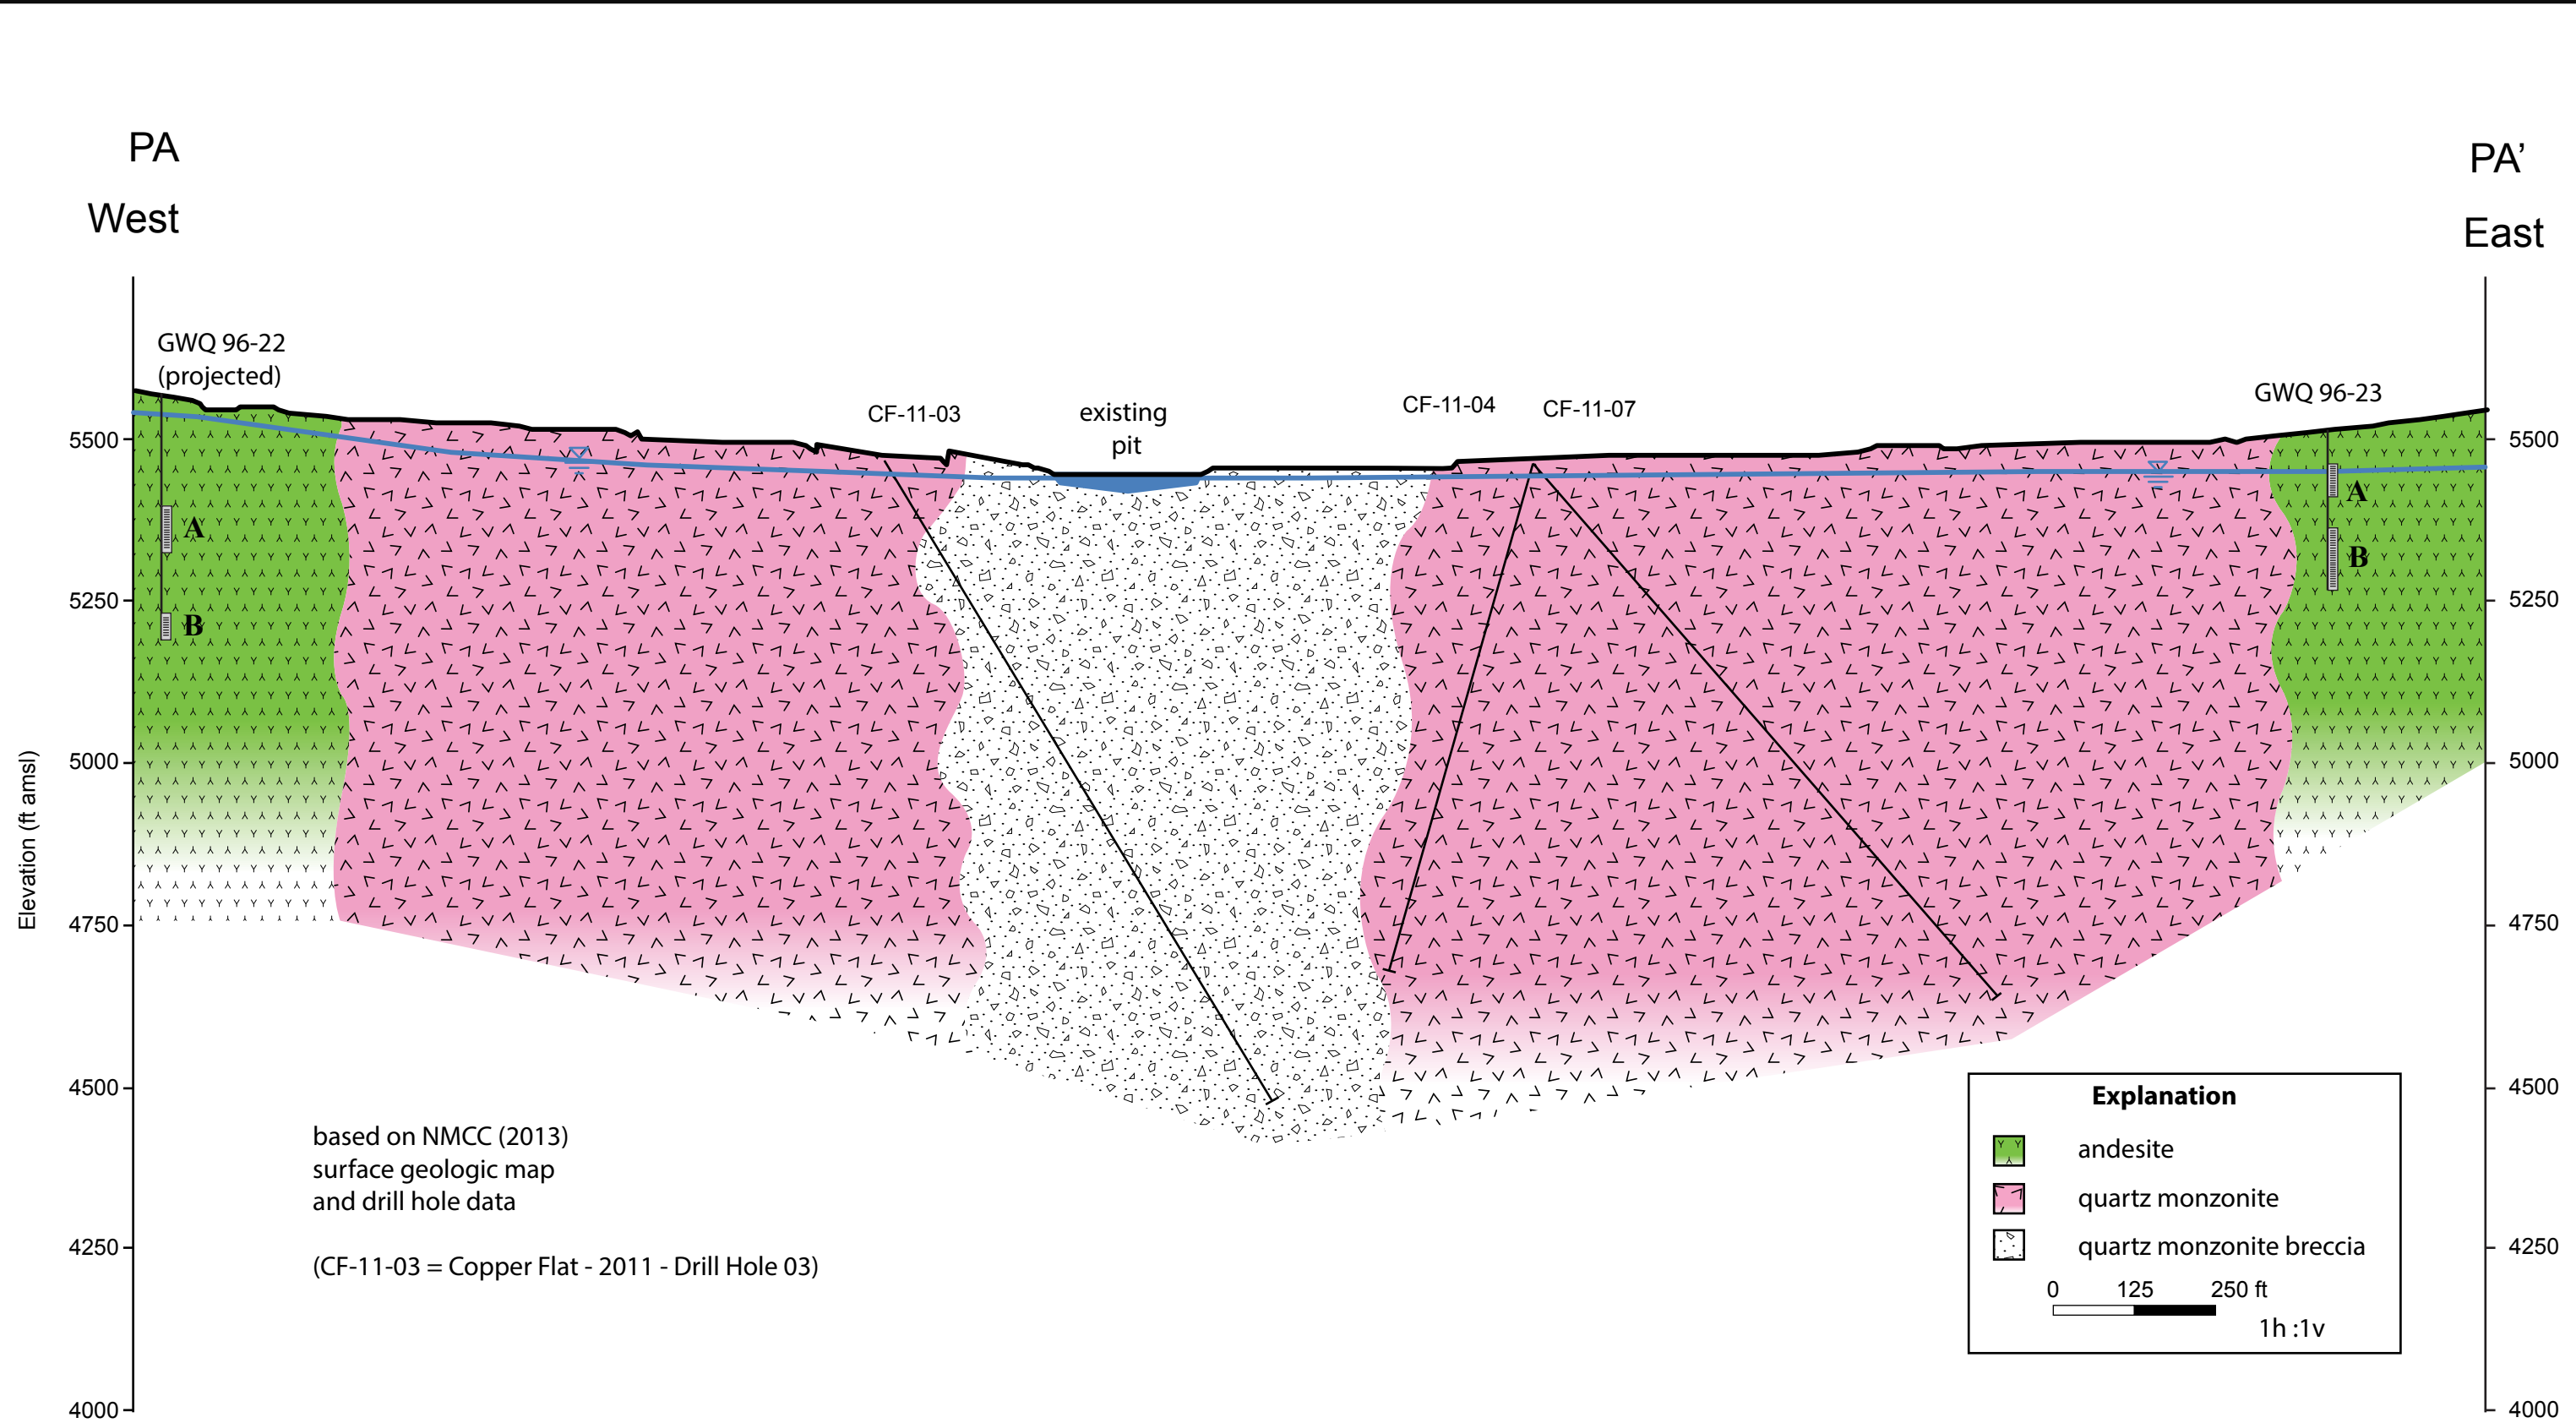 PA
West
PA’
East
GWQ 96-22
(projected)
CF-11-03
existing
pit
CF-11-04
CF-11-07
GWQ 96-23
A
B
A
B
Elevation (ft amsl)
5500
5250
5000
4750
4500
4250
4000
5500
5250
5000
4750
4500
4250
4000
based on NMCC (2013)
surface geologic map
and drill hole data
(CF-11-03 = Copper Flat - 2011 - Drill Hole 03)
Explanation
andesite
quartz monzonite
quartz monzonite breccia
0 125 250 ft
1h :1v